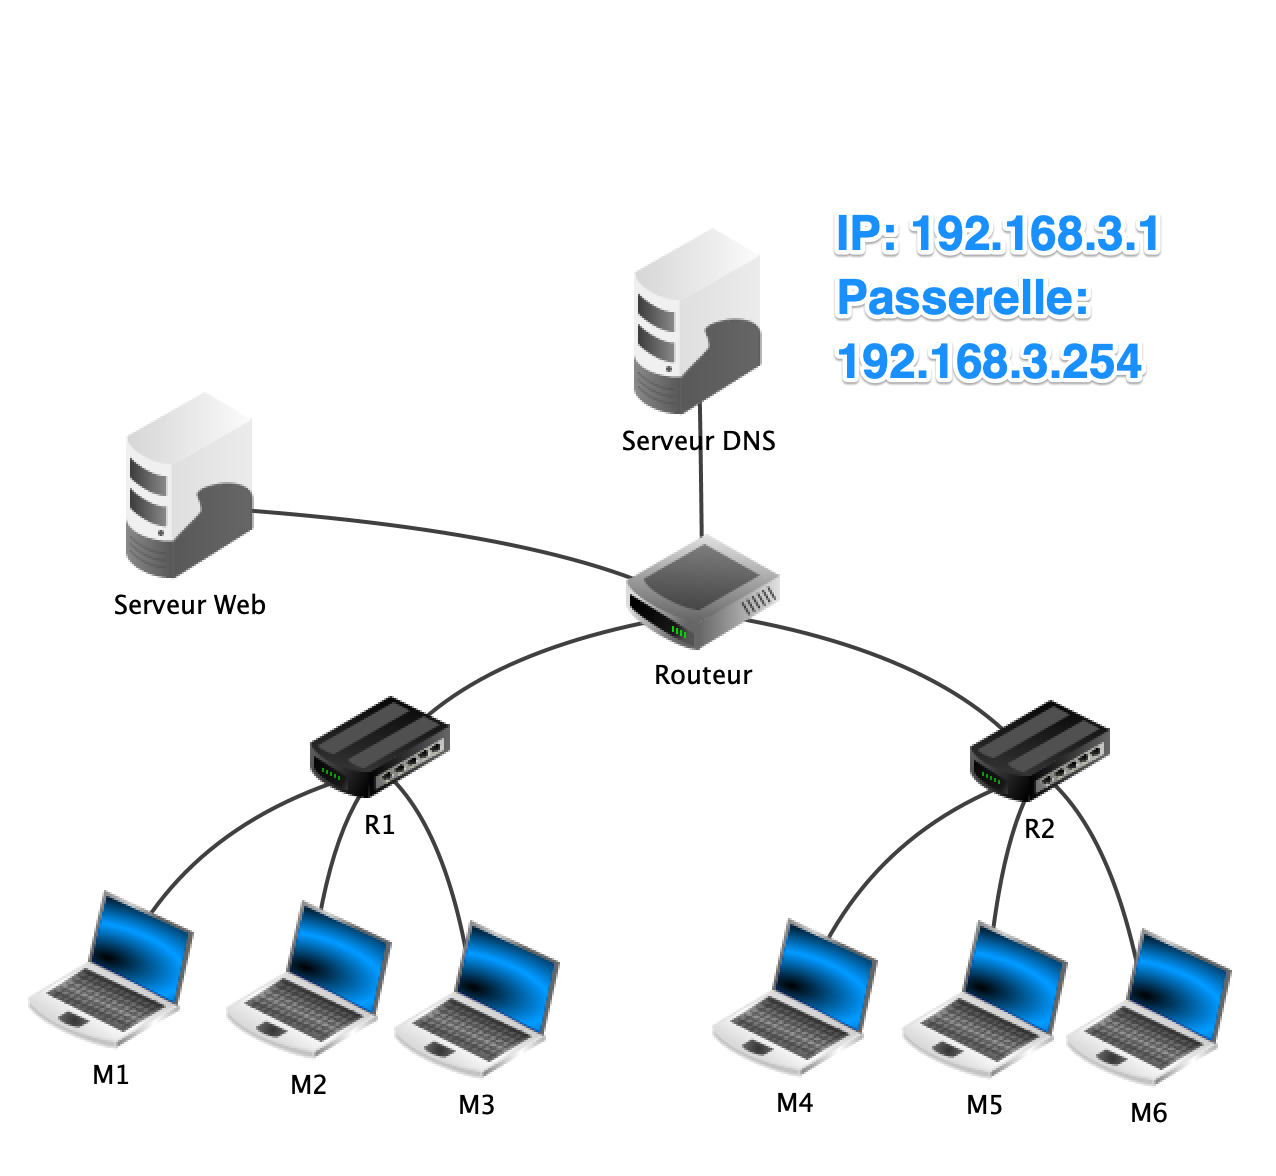 IP: 192.168.3.1
Passerelle:
192.168.3.254
Serveur DNS
Serveur Web
Routeur
R1
R2
M1
M2
M3
M4
M5
M6